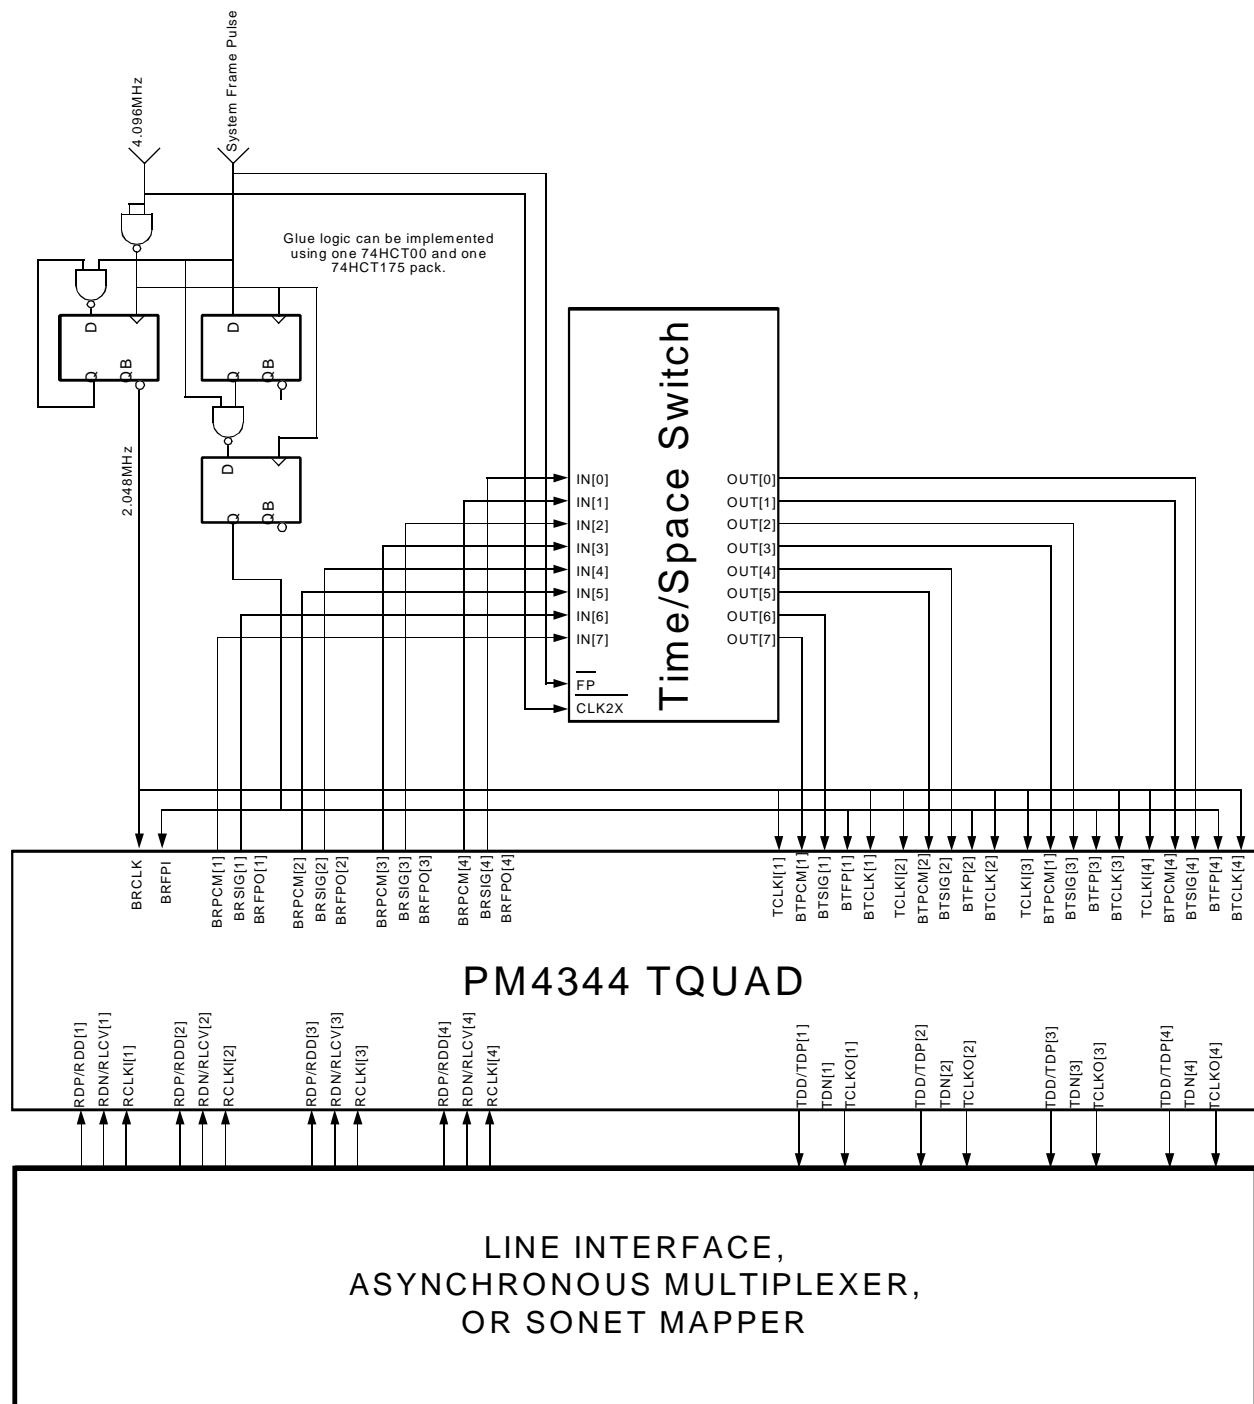 4.096MHz
System Frame Pulse
Glue logic can be implemented
using one 74HCT00 and one
74HCT175 pack.
D
Q
QB
D
Q
QB
D
Q
QB
2.048MHz
Time/Space Switch
IN[0]
IN[1]
IN[2]
IN[3]
IN[4]
IN[5]
IN[6]
IN[7]
FP
CLK2X
OUT[0]
OUT[1]
OUT[2]
OUT[3]
OUT[4]
OUT[5]
OUT[6]
OUT[7]
BRCLK
BRFPI
BRPCM[1]
BRSIG[1]
BRFPO[1]
BRPCM[2]
BRSIG[2]
BRFPO[2]
BRPCM[3]
BRSIG[3]
BRFPO[3]
BRPCM[4]
BRSIG[4]
BRFPO[4]
TCLKI[1]
BTPCM[1]
BTSIG[1]
BTFP[1]
BTCLK[1]
TCLKI[2]
BTPCM[2]
BTSIG[2]
BTFP[2]
BTCLK[2]
TCLKI[3]
BTPCM[1]
BTSIG[3]
BTFP[3]
BTCLK[3]
TCLKI[4]
BTPCM[4]
BTSIG[4]
BTFP[4]
BTCLK[4]
PM4344 TQUAD
RDP/RDD[1]
RDN/RLCV[1]
RCLKI[1]
RDP/RDD[2]
RDN/RLCV[2]
RCLKI[2]
RDP/RDD[3]
RDN/RLCV[3]
RCLKI[3]
RDP/RDD[4]
RDN/RLCV[4]
RCLKI[4]
TDD/TDP[1]
TDN[1]
TCLKO[1]
TDD/TDP[2]
TDN[2]
TCLKO[2]
TDD/TDP[3]
TDN[3]
TCLKO[3]
TDD/TDP[4]
TDN[4]
TCLKO[4]
LINE INTERFACE,
ASYNCHRONOUS MULTIPLEXER,
OR SONET MAPPER